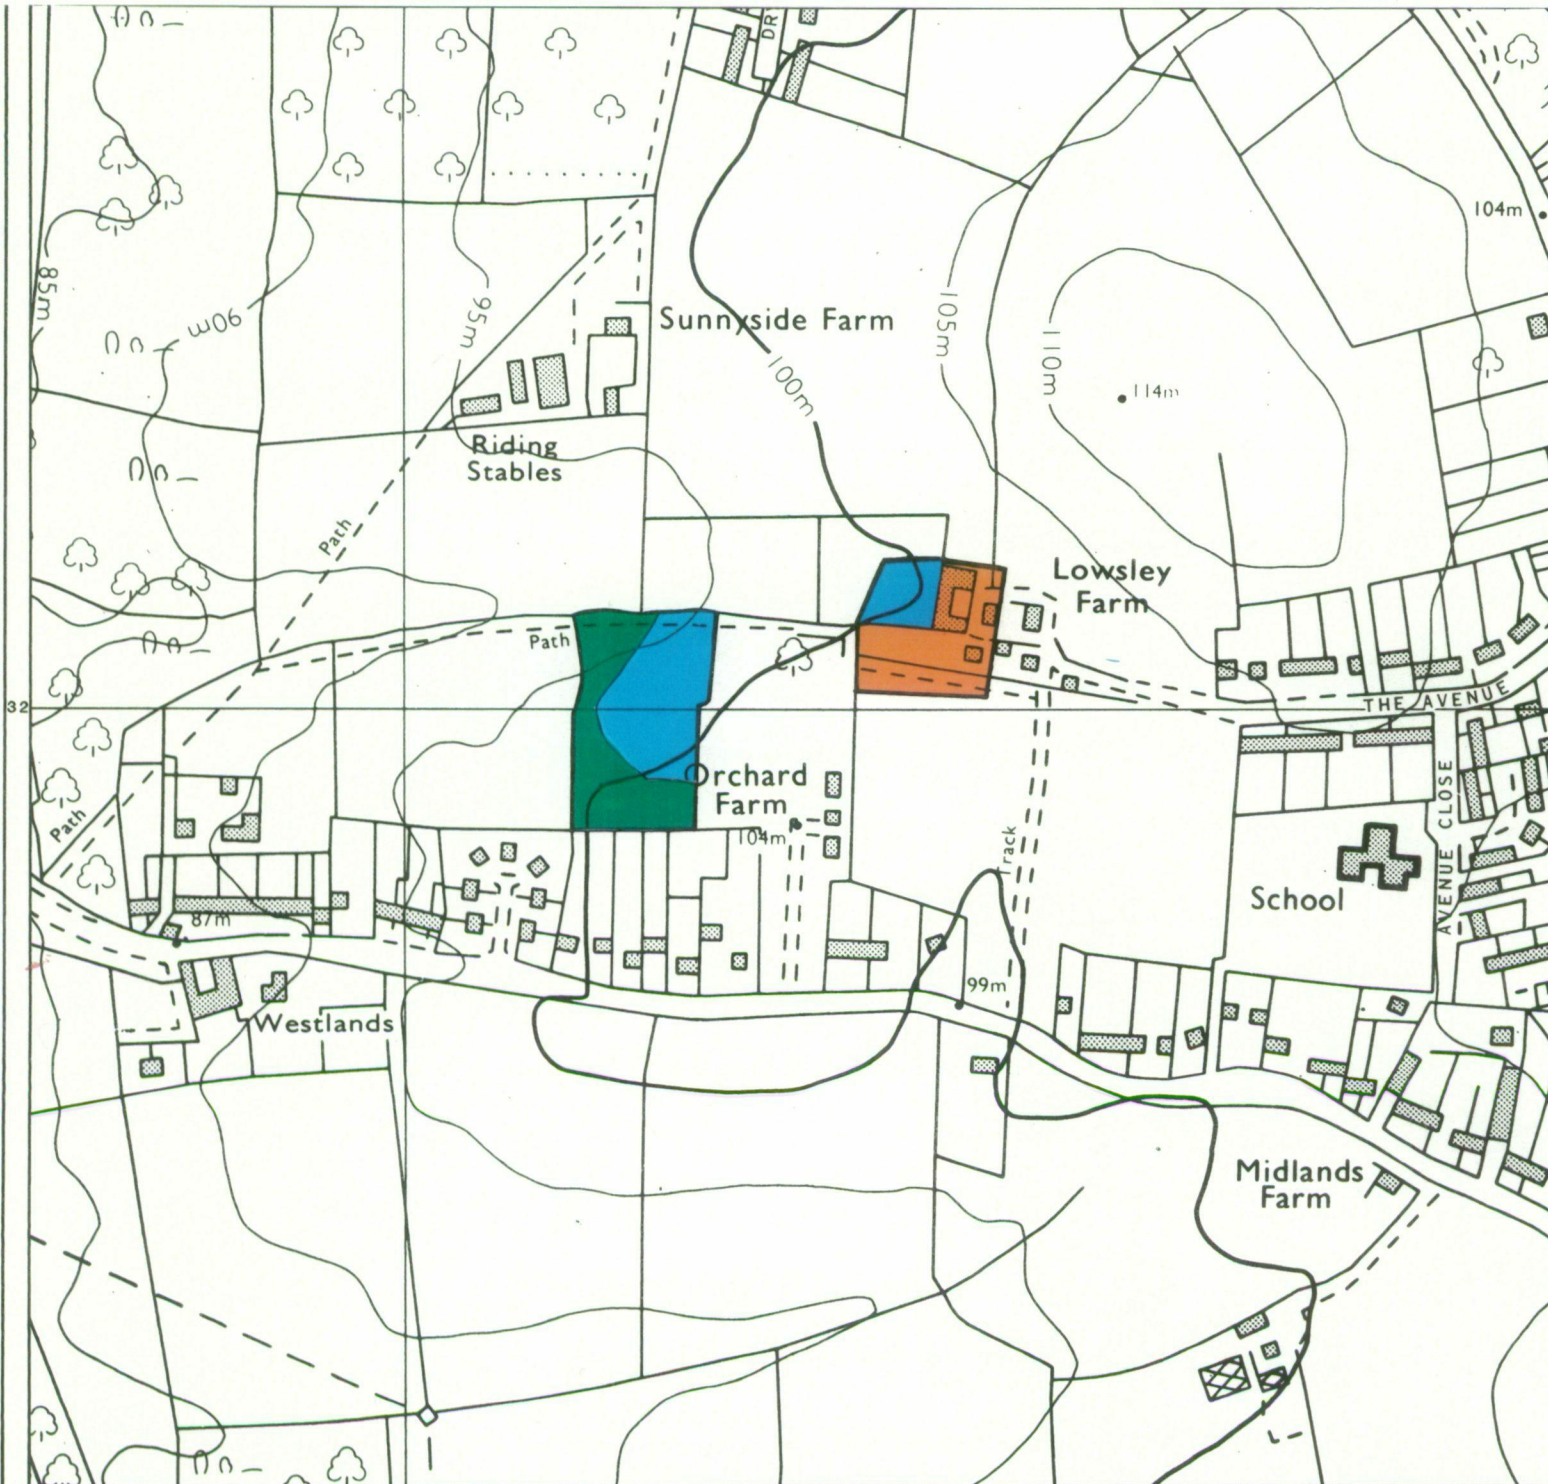 DR
104m
85m
90m
95m
Sunnyside Farm
105m
110m
114m
100m
Riding
Stables
Path
Lowsley
Farm
Path
32
THE AVENUE
Orchard
Farm
104m
Path
Track
AVENUE CLOSE
School
87m
99m
Westlands
Midlands
Farm